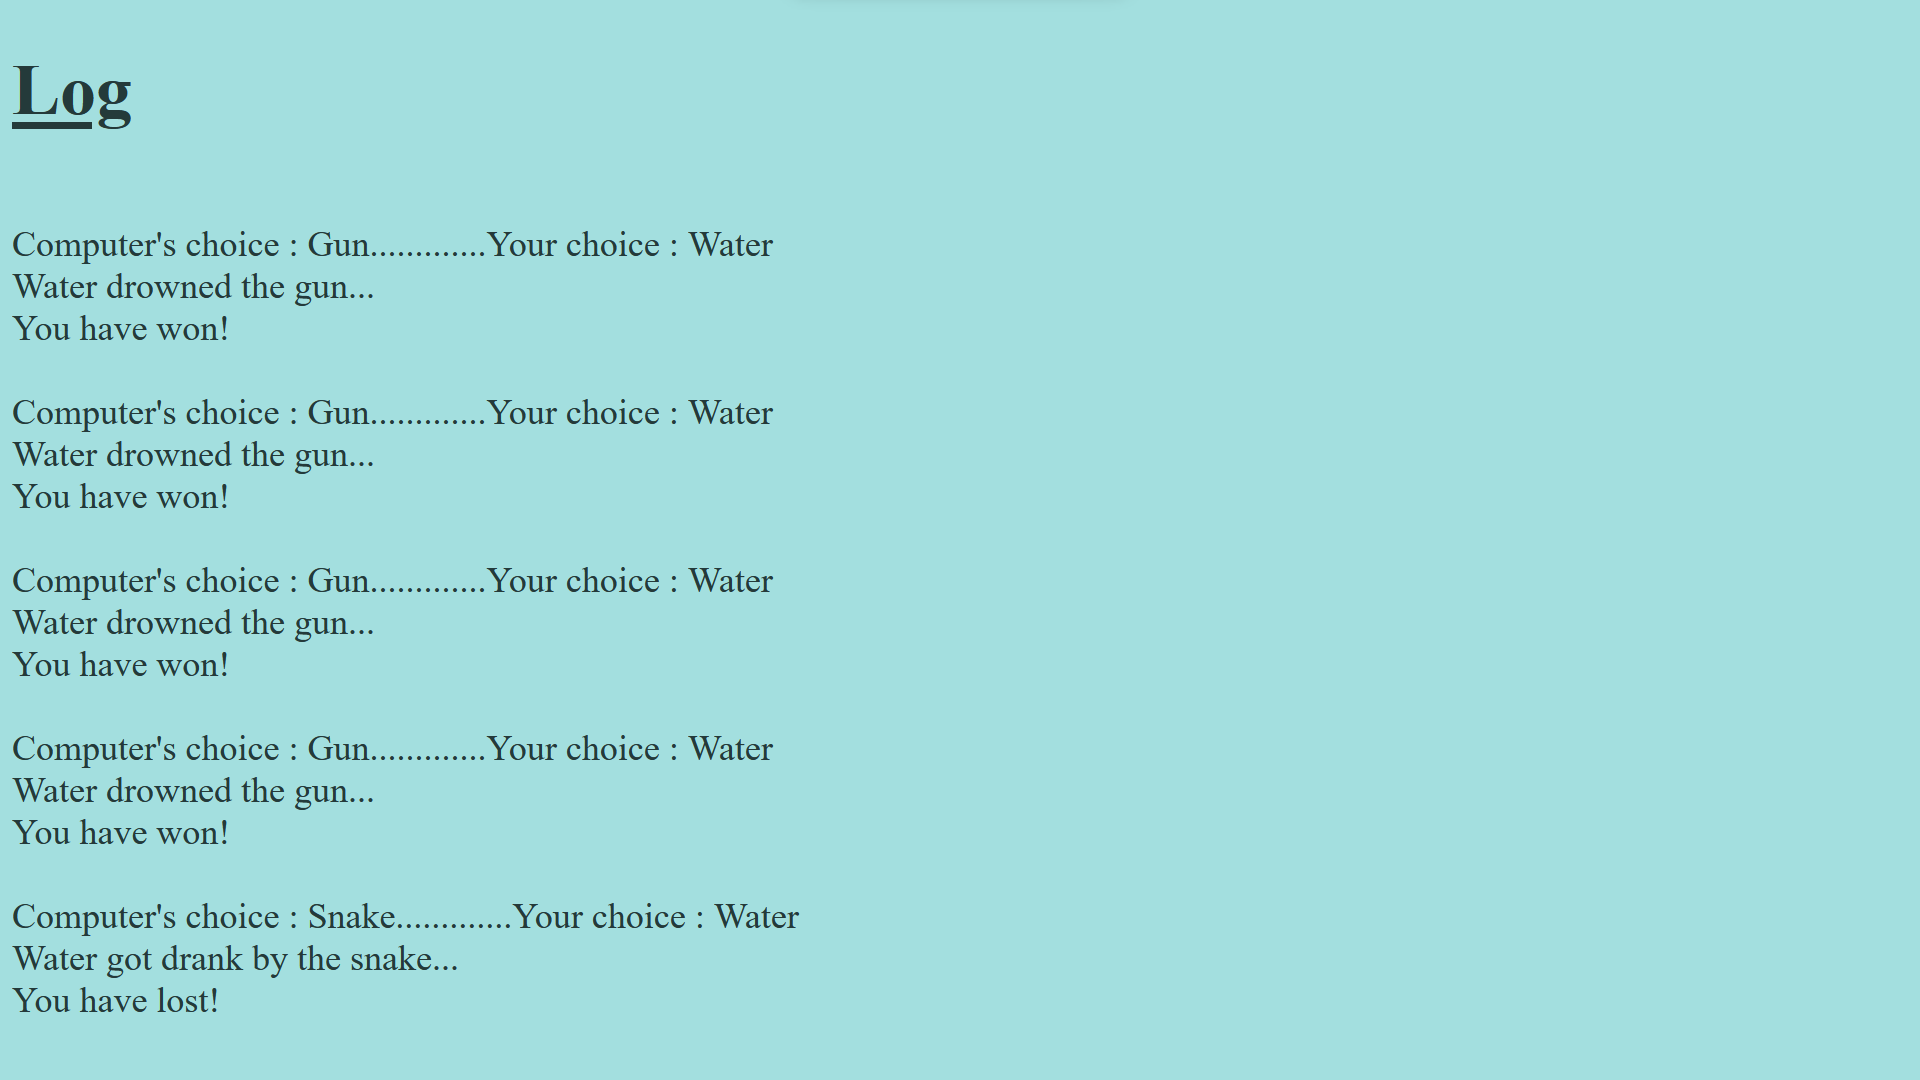 Log
Computer's choice : Gun.............Your choice : Water
Water drowned the gun...
You have won!
Computer's choice : Gun.............Your choice : Water
Water drowned the gun...
You have won!
Computer's choice : Gun.............Your choice : Water
Water drowned the gun...
You have won!
Computer's choice : Gun.............Your choice : Water
Water drowned the gun...
You have won!
Computer's choice : Snake.............Your choice : Water
Water got drank by the snake...
You have lost!